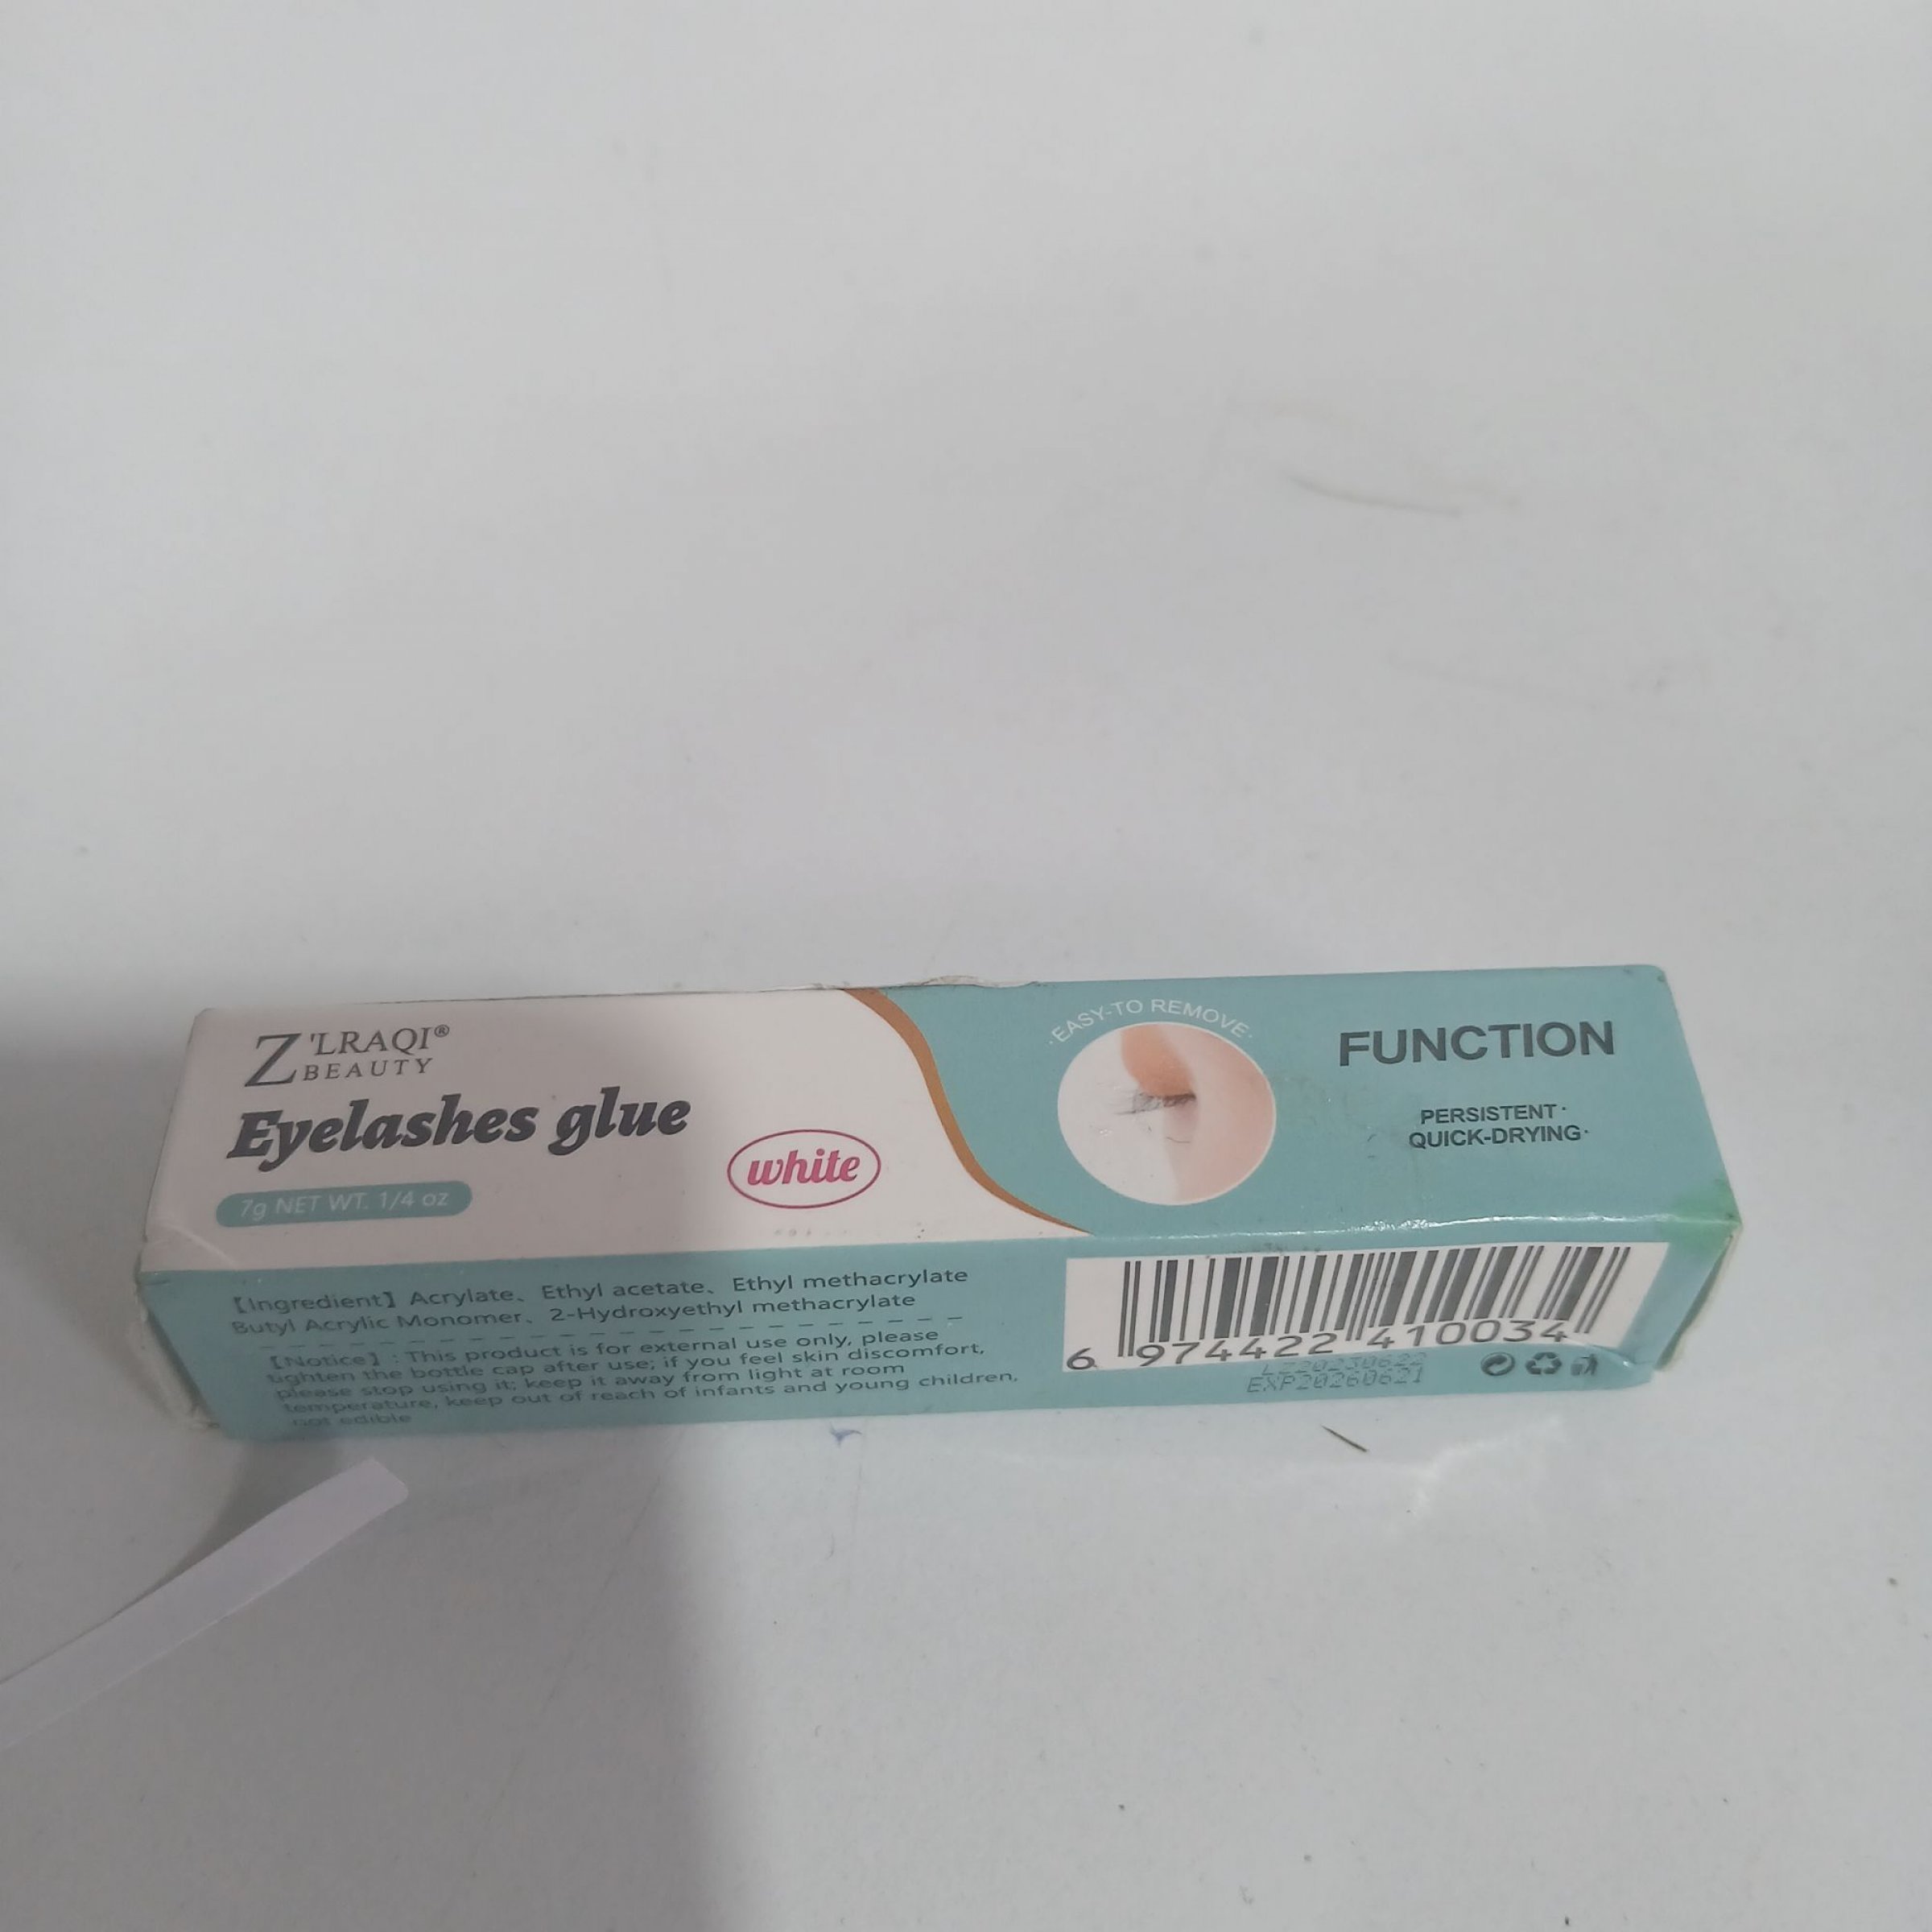 Z'LRAQI®
BEAUTY
Eyelashes glue
white
7g NET WT. 1/4 oz
·EASY-TO REMOVE·
FUNCTION
PERSISTENT·
QUICK-DRYING·
【Ingredient】Acrylate、Ethyl acetate、Ethyl methacrylate
Butyl Acrylic Monomer、2-Hydroxyethyl methacrylate
【Notice】:This product is for external use only, please
tighten the bottle cap after use; if you feel skin discomfort,
please stop using it; keep it away from light at room
temperature, keep out of reach of infants and young children,
not edible
6 974422 410034
LZ20230622
EXP20260621